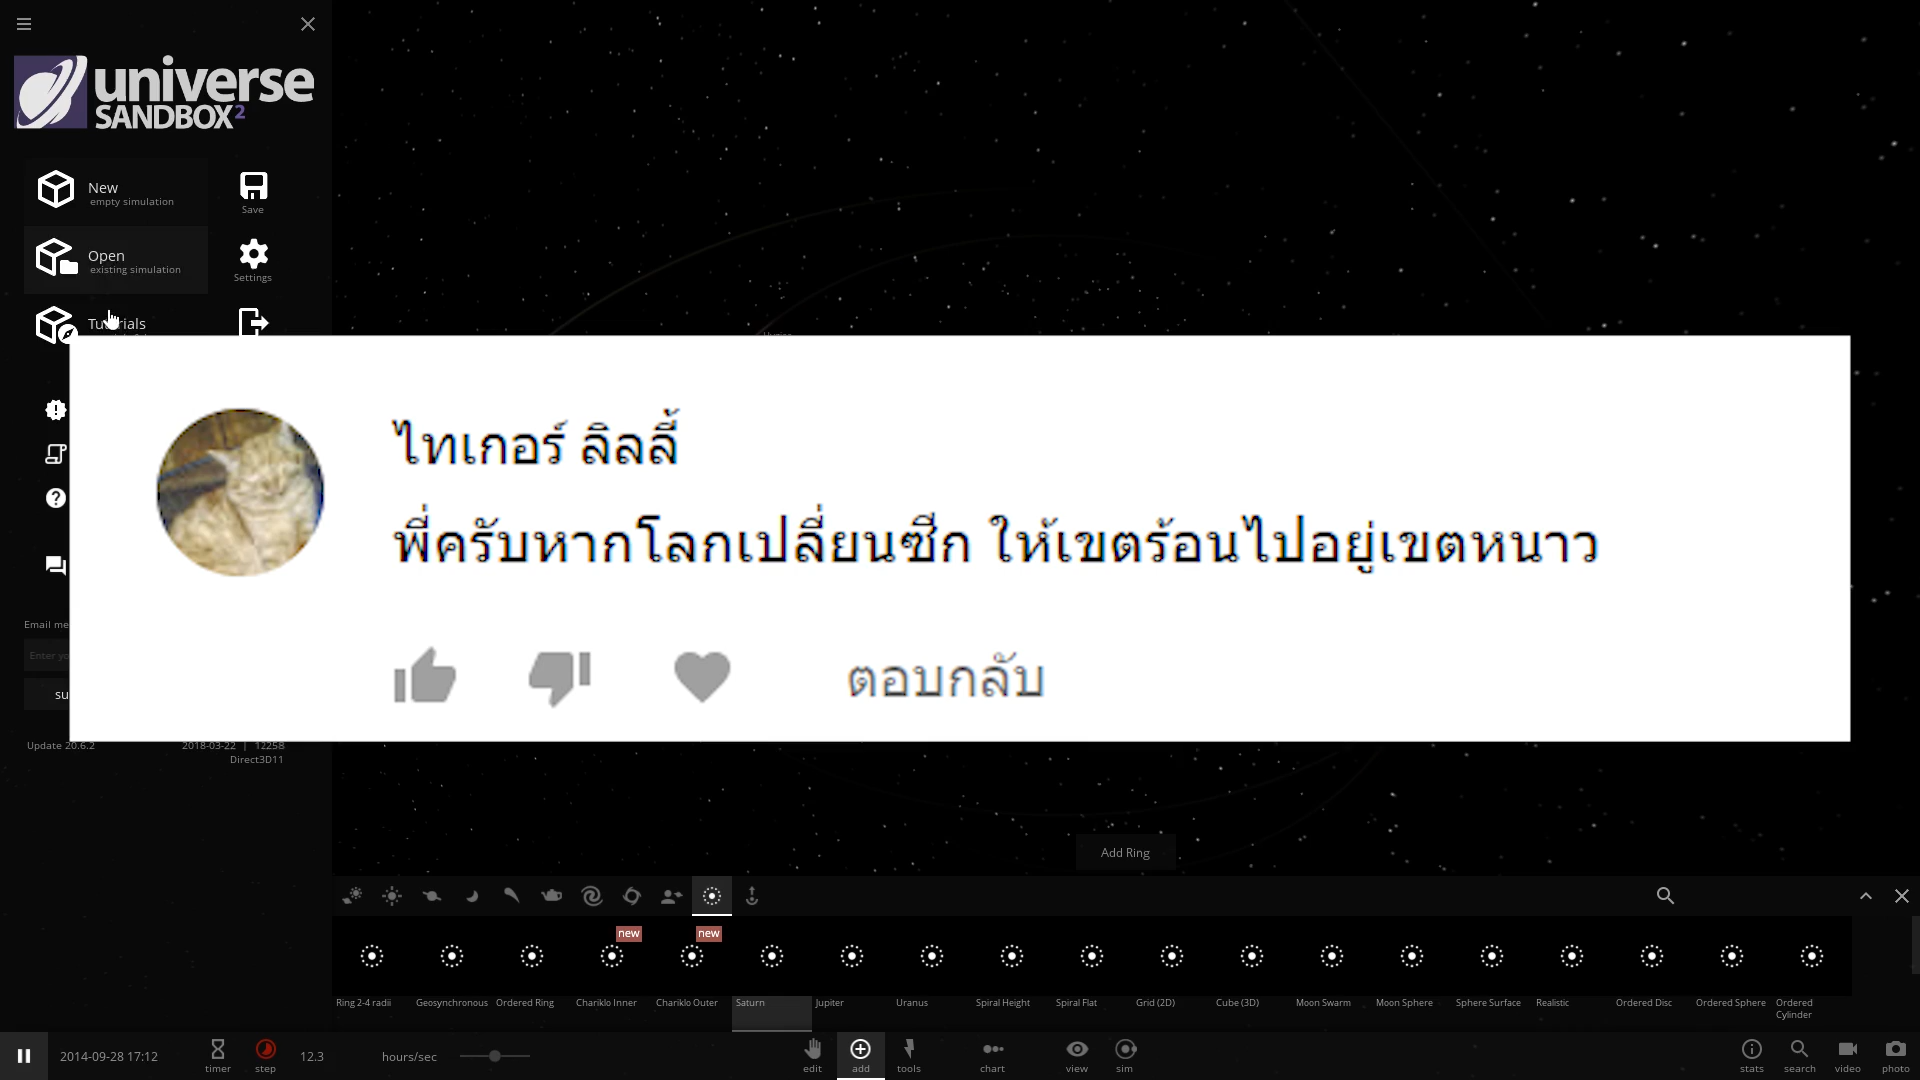 universe
SANDBOX²
New
empty simulation
Save
Open
existing simulation
Settings
Tutorials
ไทเกอร์ ลิลลี้
พี่ครับหากโลกเปลี่ยนซีก ให้เขตร้อนไปอยู่เขตหนาว
ตอบกลับ
Email me
Enter yo
su
Update 20.6.2
2018-03-22 | 12258
Direct3D11
Add Ring
new
new
Ring 2-4 radii
Geosynchronous
Ordered Ring
Chariklo Inner
Chariklo Outer
Saturn
Jupiter
Uranus
Spiral Height
Spiral Flat
Grid (2D)
Cube (3D)
Moon Swarm
Moon Sphere
Sphere Surface
Realistic
Ordered Disc
Ordered Sphere
Ordered
Cylinder
2014-09-28 17:12
timer
step
12.3
hours/sec
edit
add
tools
chart
view
sim
stats
search
video
photo